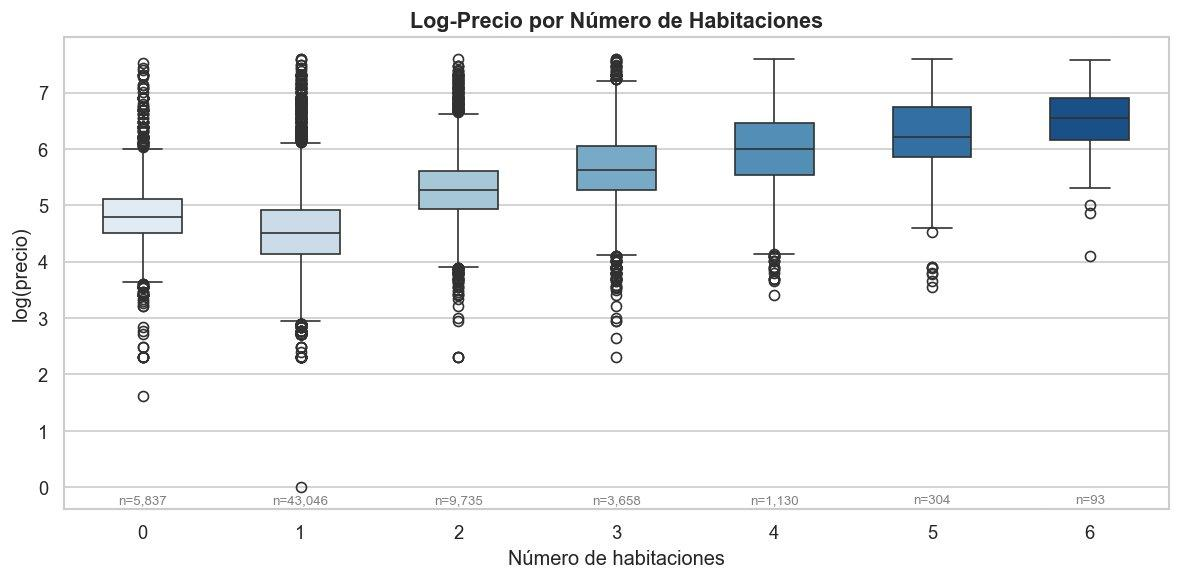 Log-Precio por Número de Habitaciones
log(precio)
7
6
5
4
3
2
1
0
n=5,837 n=43,046 n=9,735 n=3,658 n=1,130 n=304 n=93
0 1 2 3 4 5 6
Número de habitaciones